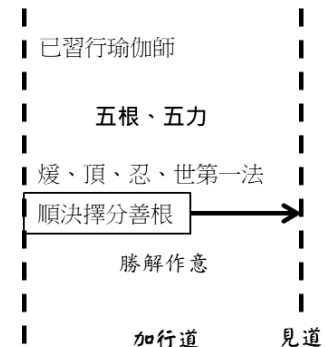 已習行瑜伽師
五根、五力
煖、頂、忍、世第一法
順決擇分善根
勝解作意
加行道
見道